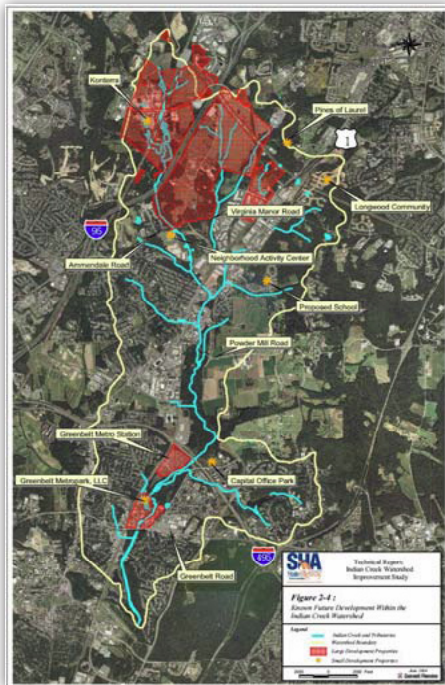 Konterra
Pines of Laurel
1
Longwood Community
Virginia Manor Road
95
Neighborhood Activity Center
Ammendale Road
Proposed School
Powder Mill Road
Greenbelt Metro Station
Greenbelt Metropark, LLC
Capital Office Park
495
Greenbelt Road
SHA
Technical Report:
Indian Creek Watershed
Improvement Study
Figure 2-4 :
Known Future Development Within the
Indian Creek Watershed
Legend
Indian Creek and Tributaries
Watershed Boundary
Large Development Properties
Small Development Properties